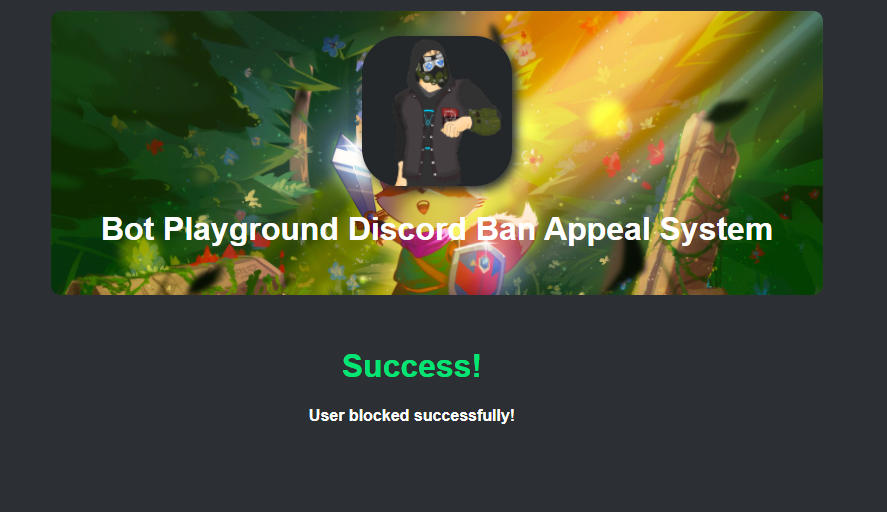 Bot Playground Discord Ban Appeal System
Success!
User blocked successfully!